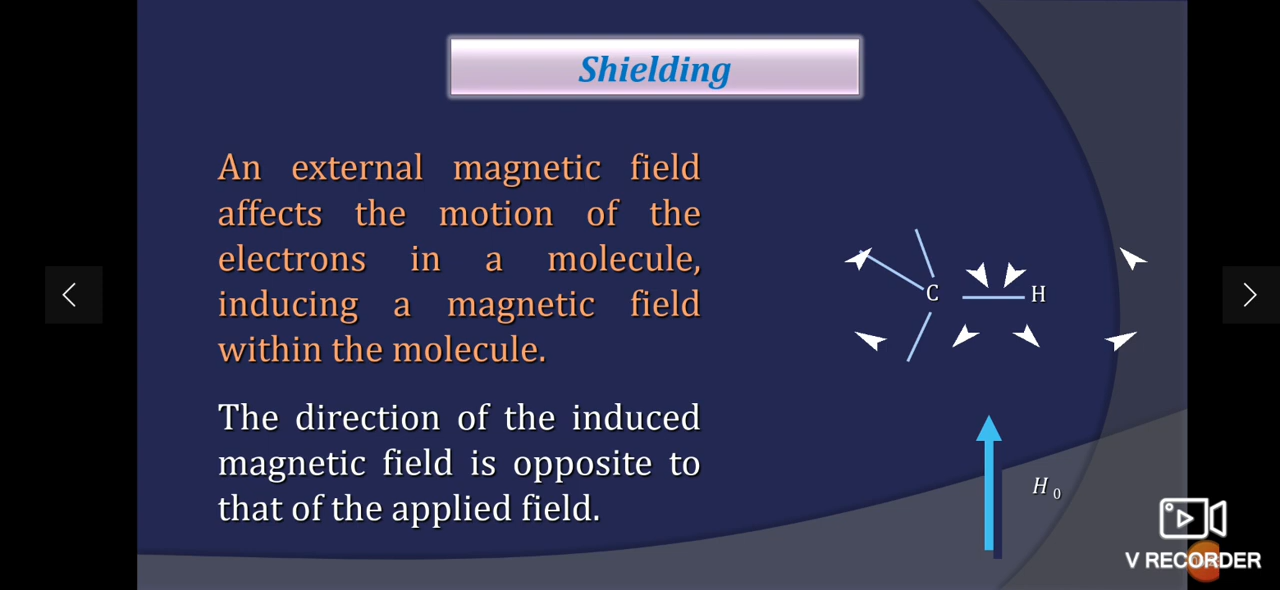 Shielding
An external magnetic field
affects the motion of the
electrons in a molecule,
inducing a magnetic field
within the molecule.
The direction of the induced
magnetic field is opposite to
that of the applied field.
C H
H 0
V RECORDER